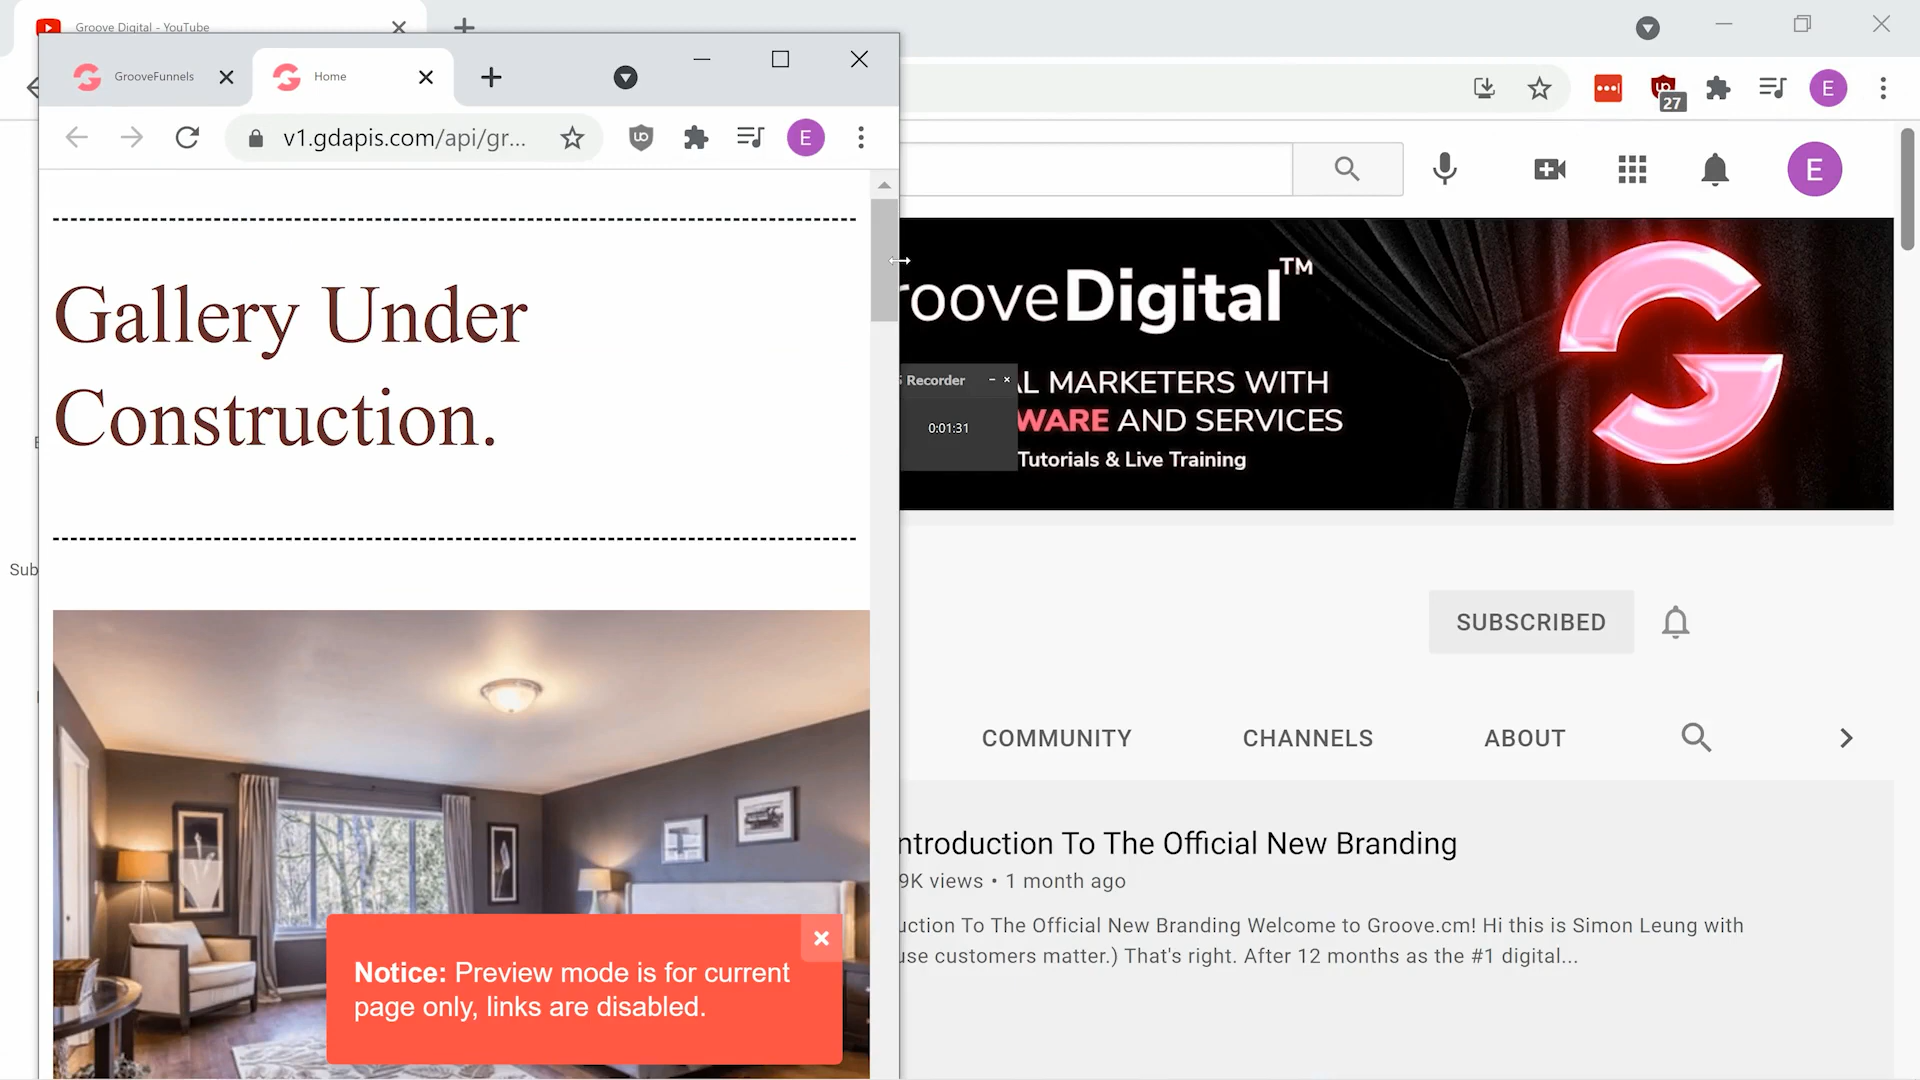 Groove Digital - YouTube
GrooveFunnels
Home
v1.gdapis.com/api/gr...
E
27
E
E
Gallery Under
Construction.
rooveDigital™
AL MARKETERS WITH
WARE AND SERVICES
Tutorials & Live Training
Recorder
0:01:31
Sub
SUBSCRIBED
COMMUNITY
CHANNELS
ABOUT
ntroduction To The Official New Branding
9K views • 1 month ago
uction To The Official New Branding Welcome to Groove.cm! Hi this is Simon Leung with
use customers matter.) That's right. After 12 months as the #1 digital...
Notice: Preview mode is for current
page only, links are disabled.